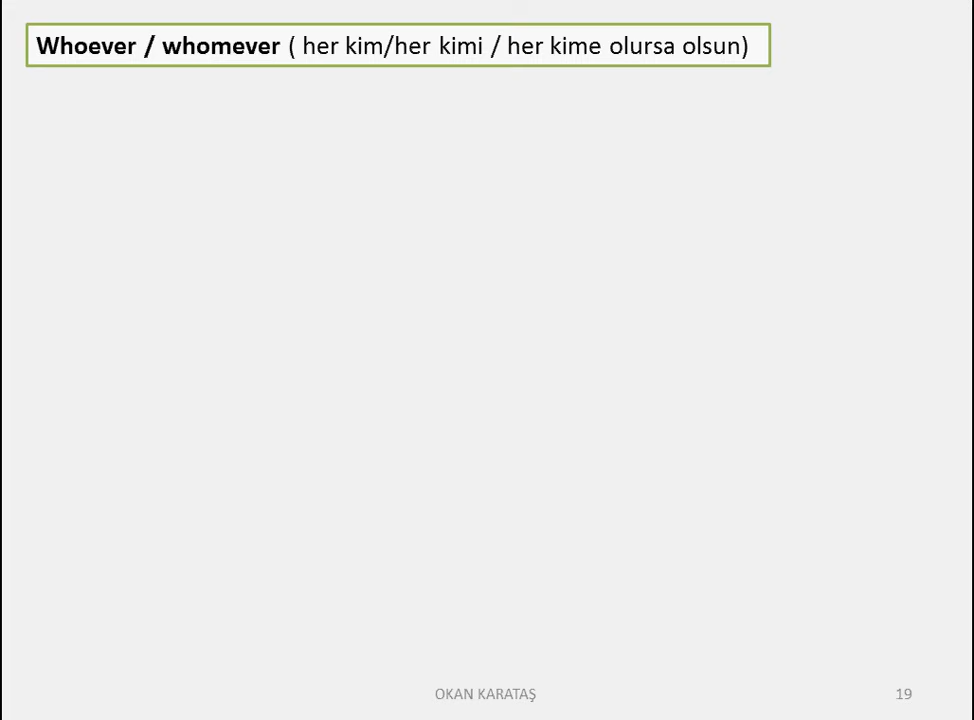 Whoever / whomever ( her kim/her kimi / her kime olursa olsun)
OKAN KARATAŞ
19